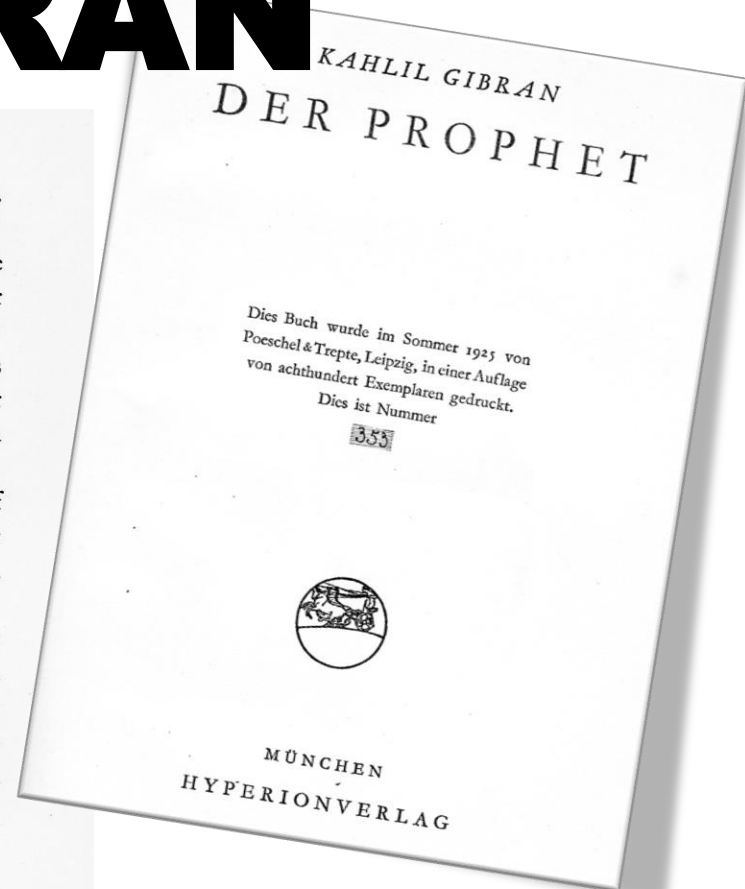 RAN
KAHLIL GIBRAN
DER PROPHET
Dies Buch wurde im Sommer 1925 von
Poeschel & Trepte, Leipzig, in einer Auflage
von achthundert Exemplaren gedruckt.
Dies ist Nummer
353
MÜNCHEN
HYPERIONVERLAG